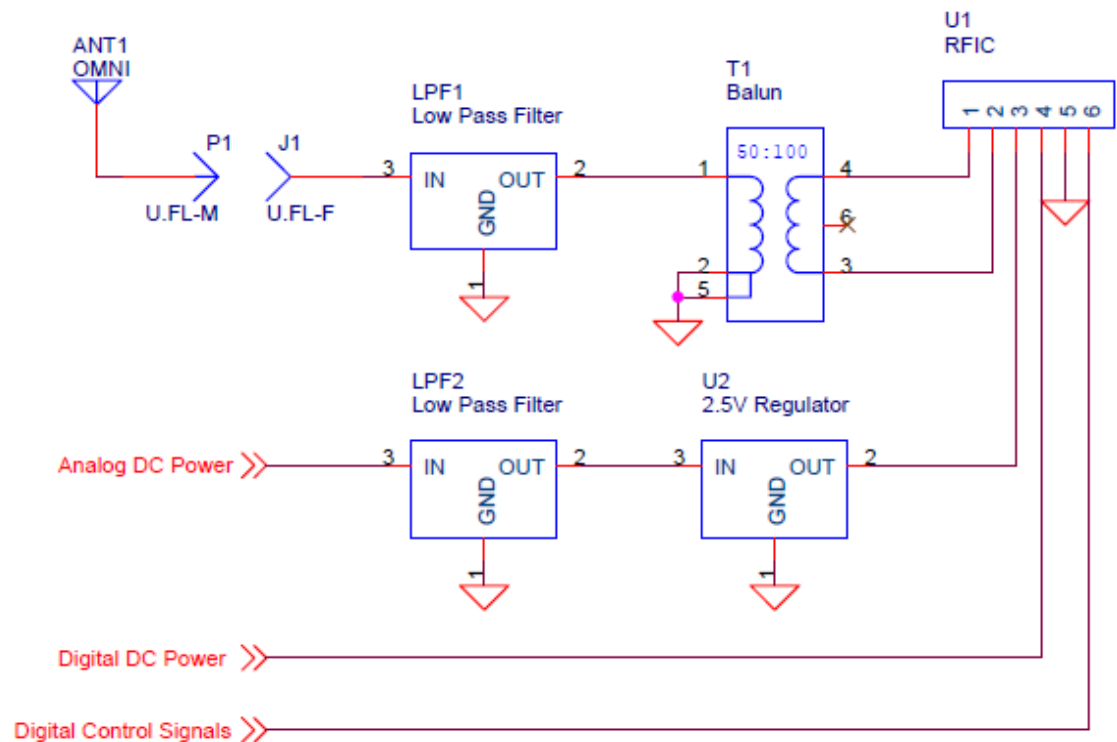 U1
RFIC
ANT1
OMNI
T1
Balun
LPF1
Low Pass Filter
1 2 3 4 5 6
P1
J1
50:100
3 IN OUT 2
1
4
U.FL-M
U.FL-F
GND
6
1
2
3
5
LPF2
Low Pass Filter
U2
2.5V Regulator
Analog DC Power
3 IN OUT 2
3 IN OUT 2
GND
GND
1
1
Digital DC Power
Digital Control Signals